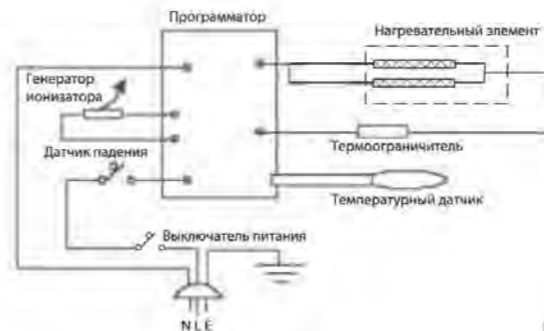 Программатор
Нагревательный элемент
Генератор
ионизатора
Датчик падения
Термоограничитель
Температурный датчик
Выключатель питания
N L E